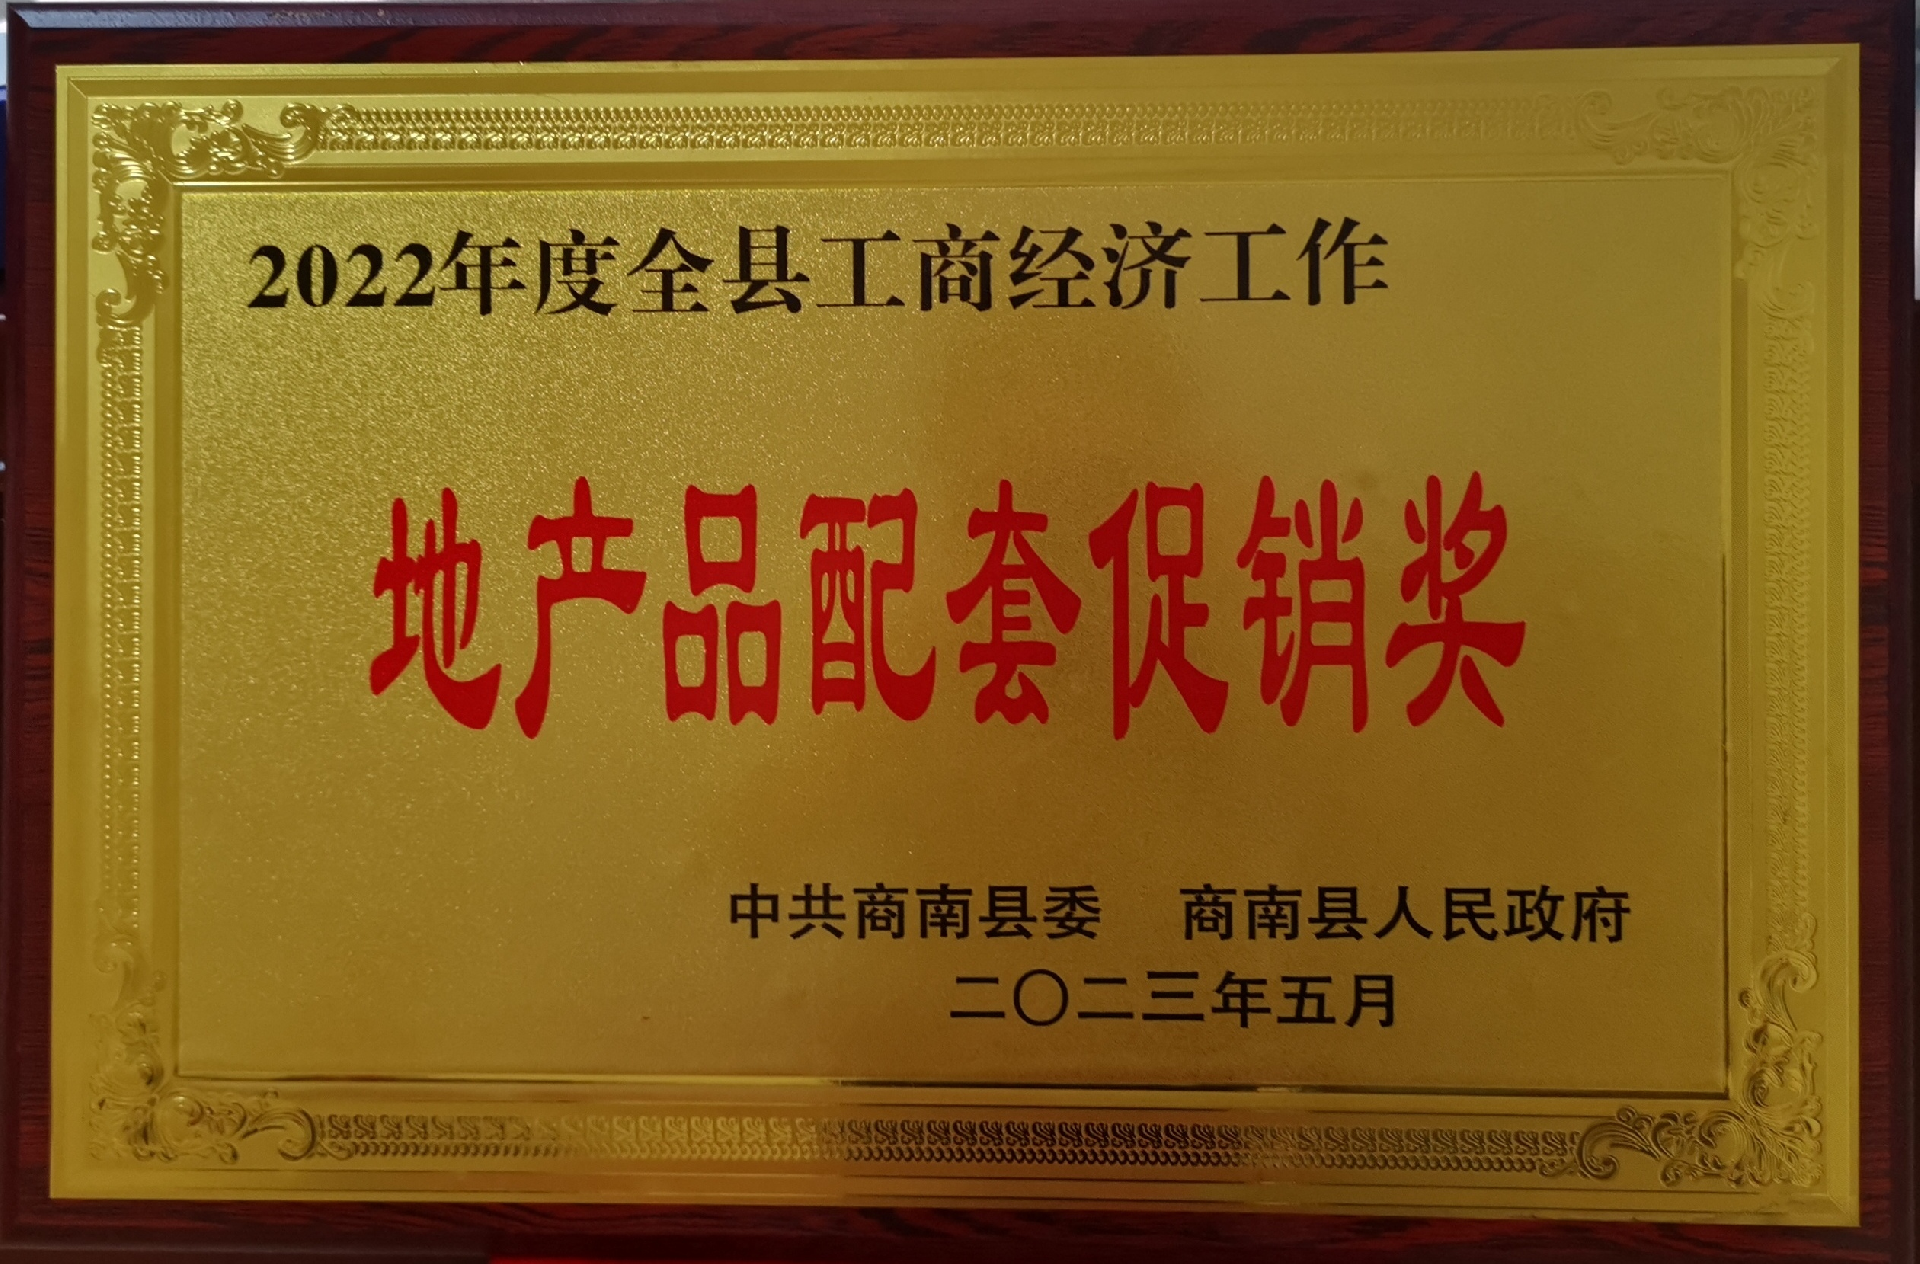 2022年度全县工商经济工作
地产品配套促销奖
中共商南县委 商南县人民政府
二〇二三年五月